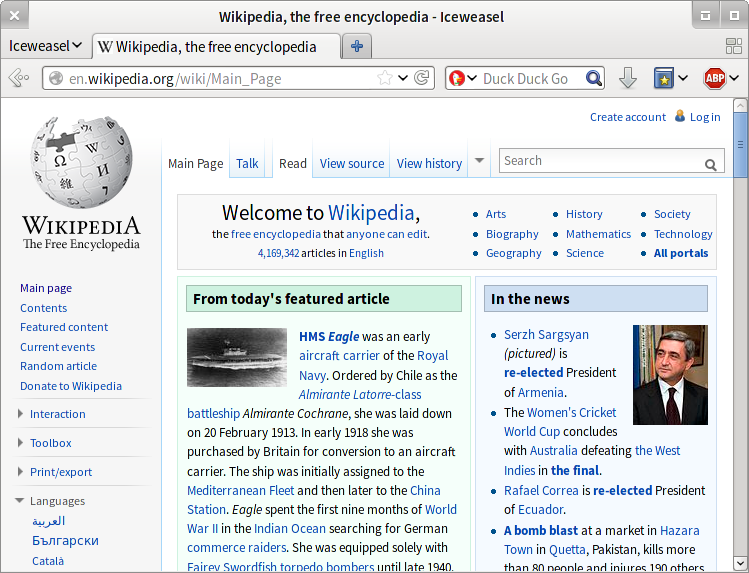 Wikipedia, the free encyclopedia - Iceweasel
Iceweasel
W Wikipedia, the free encyclopedia
en.wikipedia.org/wiki/Main_Page
Duck Duck Go
ABP
Create account Log in
Ω W И 維
WIKIPEDIA
The Free Encyclopedia
Main Page Talk Read View source View history
Search
Main page
Contents
Featured content
Current events
Random article
Donate to Wikipedia
Interaction
Toolbox
Print/export
Languages
العربية
Български
Català
Welcome to Wikipedia,
the free encyclopedia that anyone can edit.
4,169,342 articles in English
Arts
Biography
Geography
History
Mathematics
Science
Society
Technology
All portals
From today's featured article
HMS Eagle was an early
aircraft carrier of the Royal
Navy. Ordered by Chile as the
Almirante Latorre-class
battleship Almirante Cochrane, she was laid down
on 20 February 1913. In early 1918 she was
purchased by Britain for conversion to an aircraft
carrier. The ship was initially assigned to the
Mediterranean Fleet and then later to the China
Station. Eagle spent the first nine months of World
War II in the Indian Ocean searching for German
commerce raiders. She was equipped solely with
Fairey Swordfish torpedo bombers until late 1940,
In the news
Serzh Sargsyan
(pictured) is
re-elected President
of Armenia.
The Women's Cricket
World Cup concludes
with Australia defeating the West
Indies in the final.
Rafael Correa is re-elected President
of Ecuador.
A bomb blast at a market in Hazara
Town in Quetta, Pakistan, kills more
than 80 people and injures 190 others.